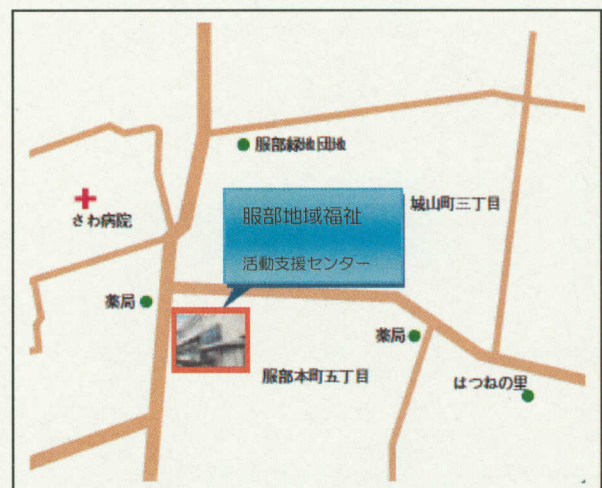 服部緑地団地
服部地域福祉
活動支援センター
城山町三丁目
さわ病院
薬局
薬局
服部本町五丁目
はつねの里